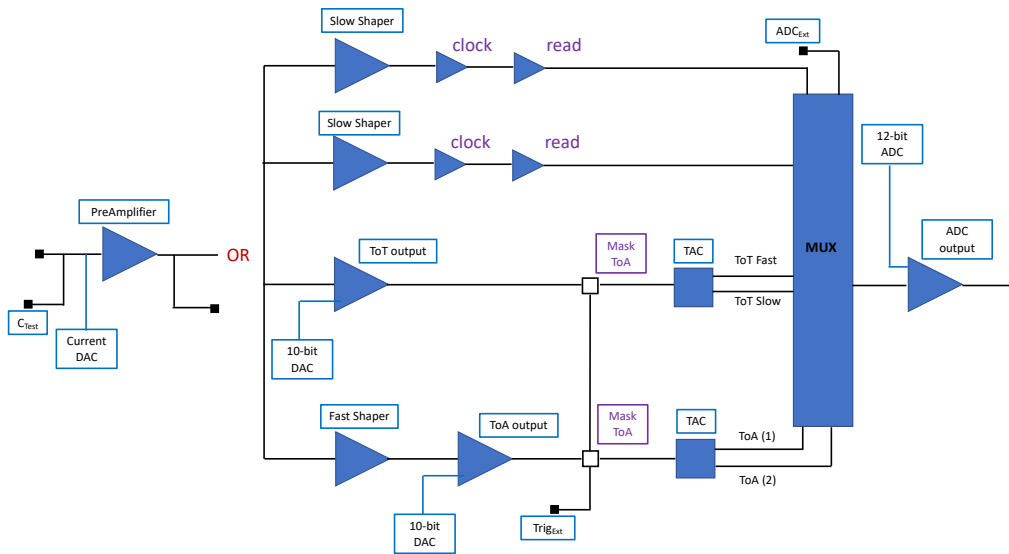 Slow Shaper
clock
read
ADCExt
Slow Shaper
clock
read
12-bit
ADC
PreAmplifier
OR
ToT output
Mask
ToA
TAC
ToT Fast
ToT Slow
MUX
ADC
output
CTest
Current
DAC
10-bit
DAC
Fast Shaper
ToA output
Mask
ToA
TAC
ToA (1)
ToA (2)
10-bit
DAC
TrigExt